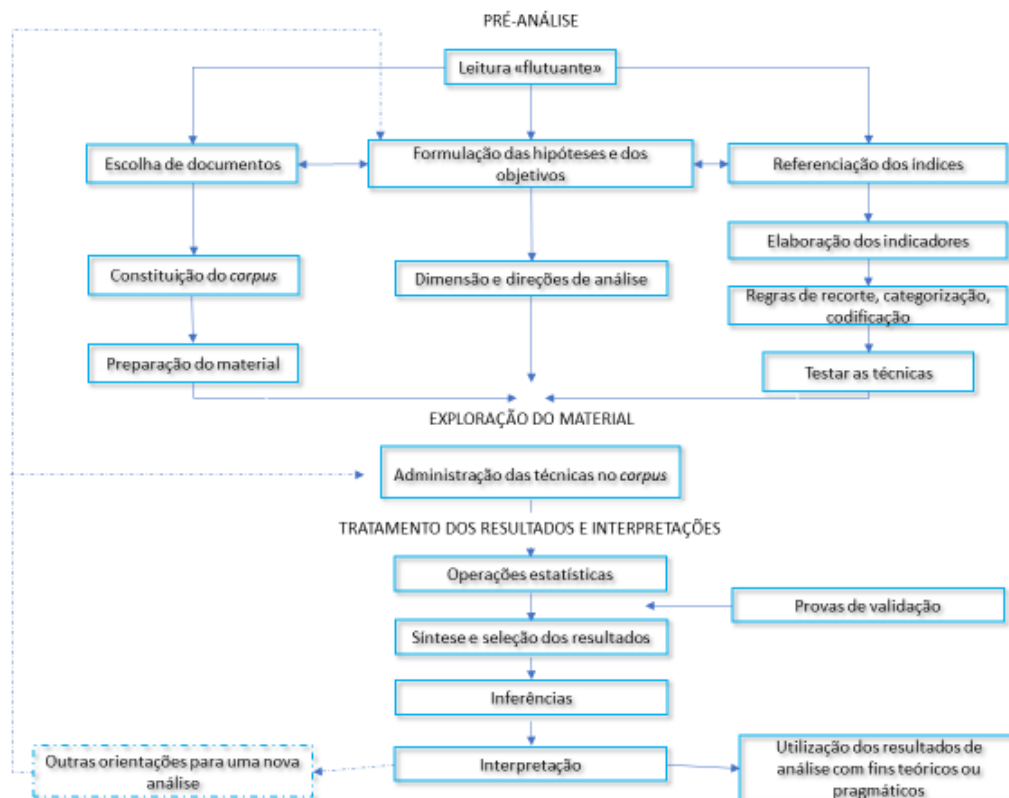 PRÉ-ANÁLISE
Leitura «flutuante»
Escolha de documentos
Formulação das hipóteses e dos
objetivos
Referenciação dos índices
Elaboração dos indicadores
Constituição do corpus
Dimensão e direções de análise
Regras de recorte, categorização,
codificação
Preparação do material
Testar as técnicas
EXPLORAÇÃO DO MATERIAL
Administração das técnicas no corpus
TRATAMENTO DOS RESULTADOS E INTERPRETAÇÕES
Operações estatísticas
Provas de validação
Síntese e seleção dos resultados
Inferências
Outras orientações para uma nova
análise
Interpretação
Utilização dos resultados de
análise com fins teóricos ou
pragmáticos